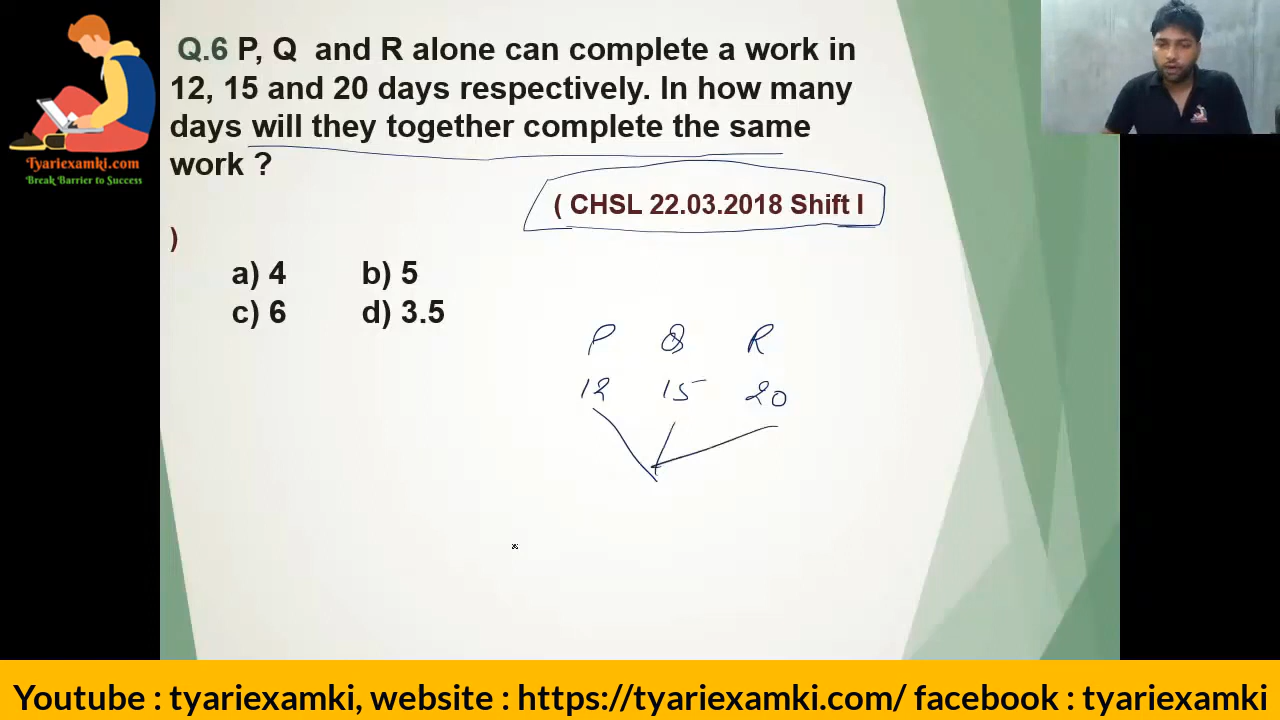 Q.6 P, Q and R alone can complete a work in
12, 15 and 20 days respectively. In how many
days will they together complete the same
work ?
( CHSL 22.03.2018 Shift I
)
a) 4 b) 5
c) 6 d) 3.5
P Q R
12 15 20
Tyariexamki.com
Break Barrier to Success
Youtube : tyariexamki, website : https://tyariexamki.com/ facebook : tyariexamki